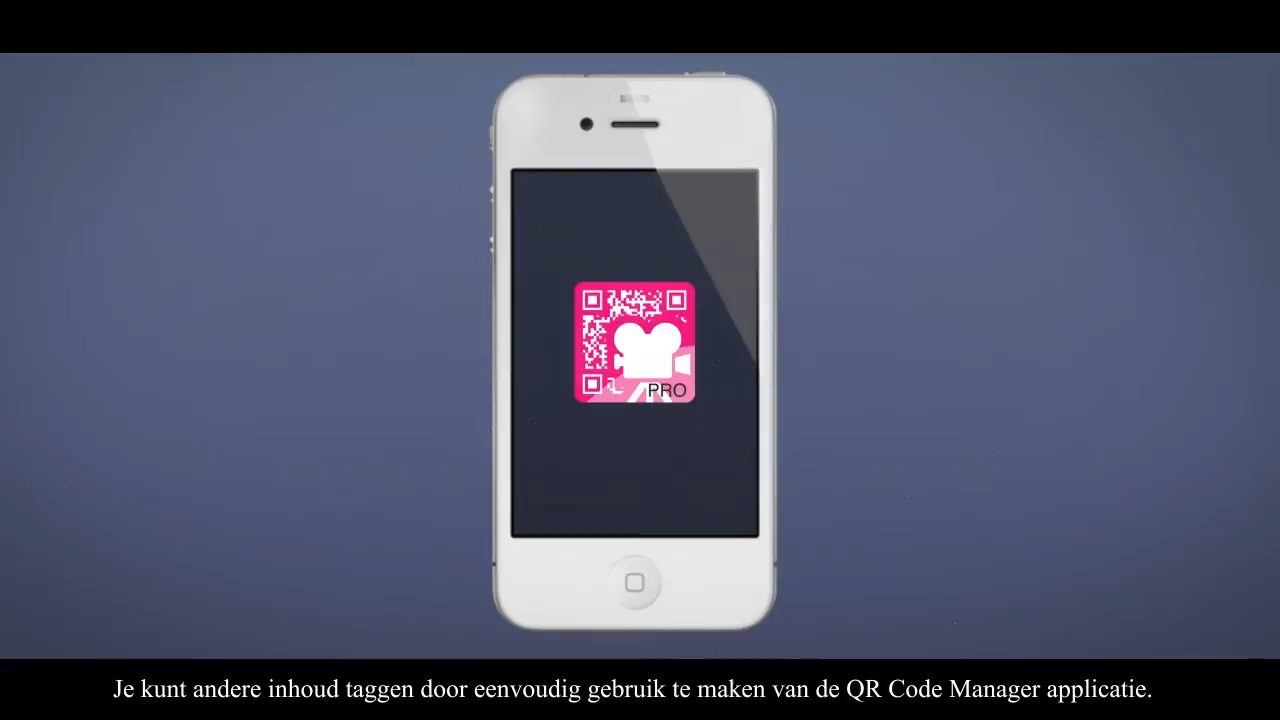 PRO
Je kunt andere inhoud taggen door eenvoudig gebruik te maken van de QR Code Manager applicatie.